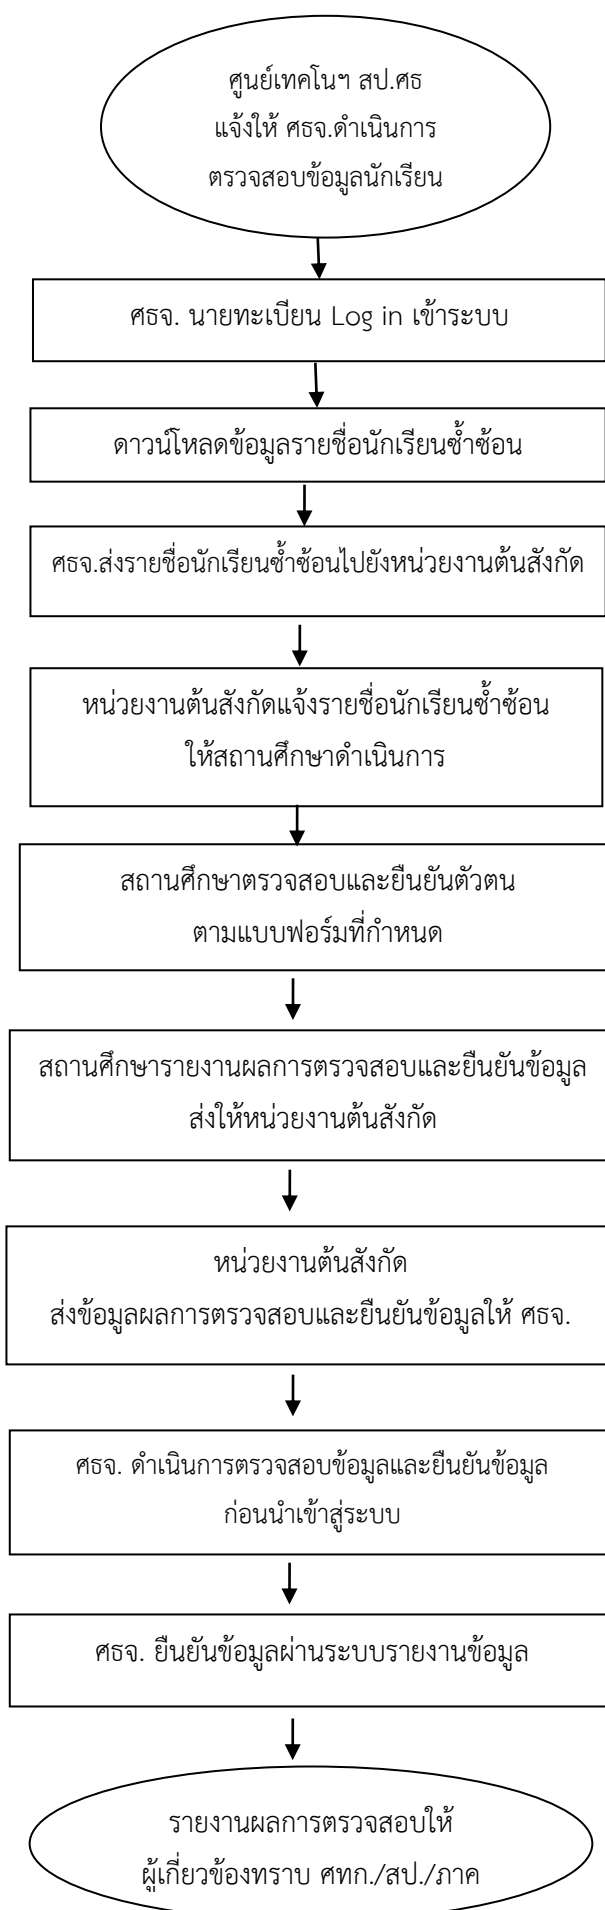 ศูนย์เทคโนฯ สป.ศธ
แจ้งให้ ศธจ.ดำเนินการ
ตรวจสอบข้อมูลนักเรียน
ศธจ. นายทะเบียน Log in เข้าระบบ
ดาวน์โหลดข้อมูลรายชื่อนักเรียนซ้ำซ้อน
ศธจ.ส่งรายชื่อนักเรียนซ้ำซ้อนไปยังหน่วยงานต้นสังกัด
หน่วยงานต้นสังกัดแจ้งรายชื่อนักเรียนซ้ำซ้อน
ให้สถานศึกษาดำเนินการ
สถานศึกษาตรวจสอบและยืนยันตัวตน
ตามแบบฟอร์มที่กำหนด
สถานศึกษารายงานผลการตรวจสอบและยืนยันข้อมูล
ส่งให้หน่วยงานต้นสังกัด
หน่วยงานต้นสังกัด
ส่งข้อมูลผลการตรวจสอบและยืนยันข้อมูลให้ ศธจ.
ศธจ. ดำเนินการตรวจสอบข้อมูลและยืนยันข้อมูล
ก่อนนำเข้าสู่ระบบ
ศธจ. ยืนยันข้อมูลผ่านระบบรายงานข้อมูล
รายงานผลการตรวจสอบให้
ผู้เกี่ยวข้องทราบ ศทก./สป./ภาค